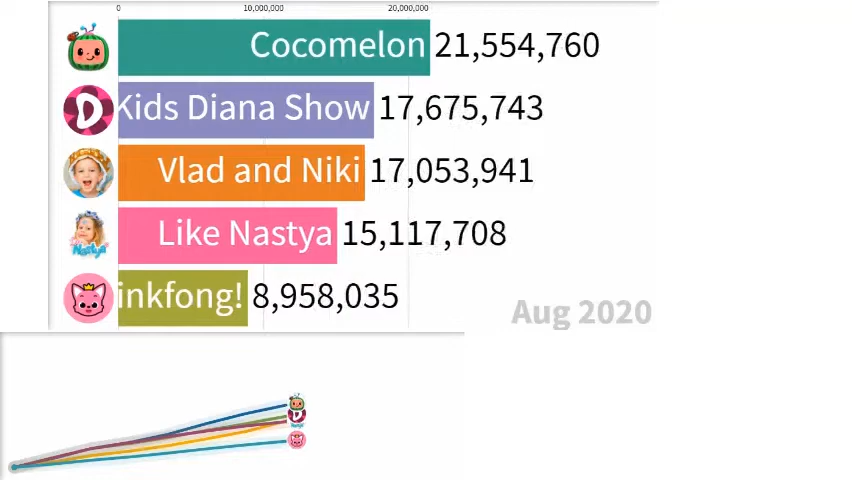 0 10,000,000 20,000,000
Cocomelon 21,554,760
Kids Diana Show 17,675,743
Vlad and Niki 17,053,941
Like Nastya 15,117,708
inkfong! 8,958,035
Aug 2020